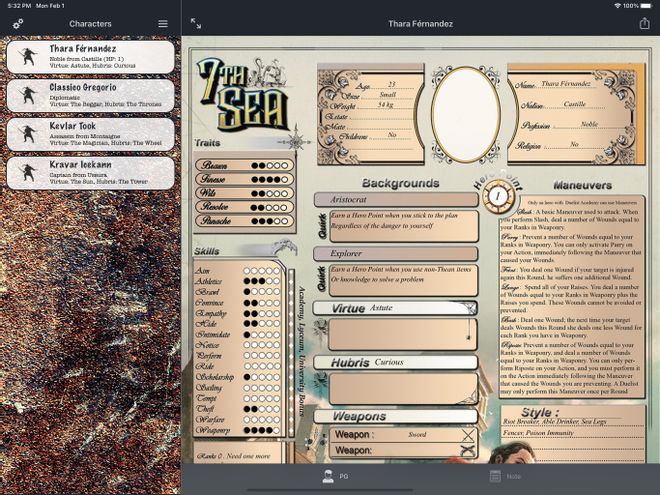 5:32 PM Mon Feb 1
100%
Characters
Thara Férnandez
Thara Férnandez
Noble from Castille (HP: 1)
Virtue: Astute, Hubris: Curious
Classico Gregorio
Diplomatic
Virtue: The Beggar, Hubris: The Thrones
Kevlar Took
Assassin from Montaigne
Virtue: The Magician, Hubris: The Wheel
Kravar Icekann
Captain from Ussura
Virtue: The Sun, Hubris: The Tower
7TH
SEA
Age 23
Size Small
Weight 54 kg
Estate
Mate
Childrens No
Name Thara Férnandez
Nation Castille
Profession Noble
Religion No
Traits
Brawn
Finesse
Wits
Resolve
Panache
Skills
Aim
Athletics
Brawl
Convince
Empathy
Hide
Intimidate
Notice
Perform
Ride
Scholarship
Sailing
Tempt
Theft
Warfare
Weaponry
Academy, Lyceum, University Bonus
Ranks 0 . Need one more
Backgrounds
Aristocrat
Quirk
Earn a Hero Point when you stick to the plan
Regardless of the danger to yourself
Explorer
Quirk
Earn a Hero Point when you use non-Thean items
Or knowledge to solve a problem
Virtue Astute
Hubris Curious
Weapons
Weapon : Sword
Weapon:
Hero Point
1
Maneuvers
Only us here with Duelist Academy can use Maneuvers
Slash: A basic Maneuver used to attack. When
you perform Slash, deal a number of Wounds equal to
your Ranks in Weaponry.
Parry: Prevent a number of Wounds equal to your
Ranks in Weaponry. You can only activate Parry on
your Action, immediately following the Maneuver that
caused your Wounds.
Feint: You deal one Wound if your target is injured
again this Round, he suffers one additional Wound.
Lunge: Spend all of your Raises. You deal a number
of Wounds equal to your Ranks in Weaponry plus the
Raises you spend. These Wounds cannot be avoided or
prevented.
Bash: Deal one Wound; the next time your target
deals Wounds this Round she deals one less Wound for
each Rank you have in Weaponry.
Riposte: Prevent a number of Wounds equal to your
Ranks in Weaponry, and deal a number of Wounds
equal to your Ranks in Weaponry. You can only per-
form Riposte on your Action, and you must perform it
on the Action immediately following the Maneuver
that caused the Wounds you are preventing. A Duelist
may only perform this Maneuver once per Round
Style :
Riot Breaker, Able Drinker, Sea Legs
Fencer, Poison Immunity
PG
Note